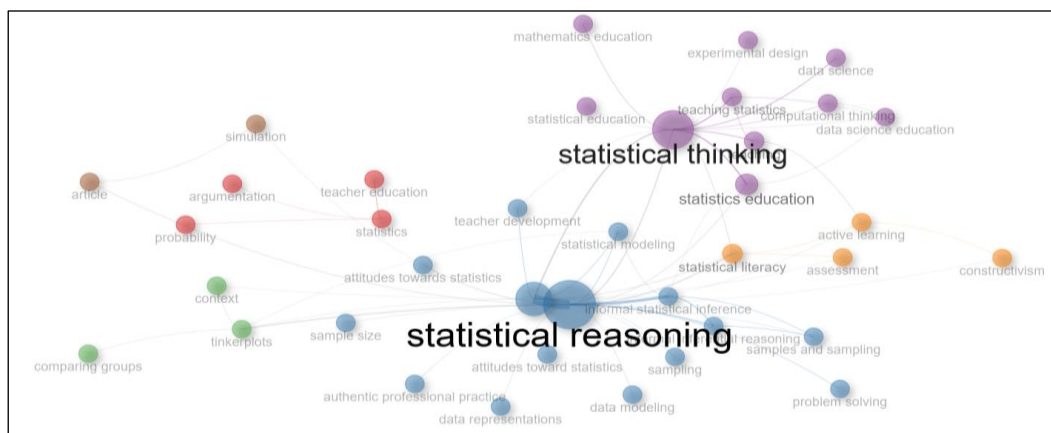 mathematics education
experimental design
data science
teaching statistics
statistical education
computational thinking
data science education
simulation
statistical thinking
article
argumentation
teacher education
statistics education
probability
statistics
teacher development
statistical modeling
active learning
attitudes towards statistics
statistical literacy
assessment
constructivism
context
informal statistical inference
tinkerplots
sample size
statistical reasoning
reasoning
samples and sampling
comparing groups
attitudes toward statistics
sampling
authentic professional practice
data representations
data modeling
problem solving